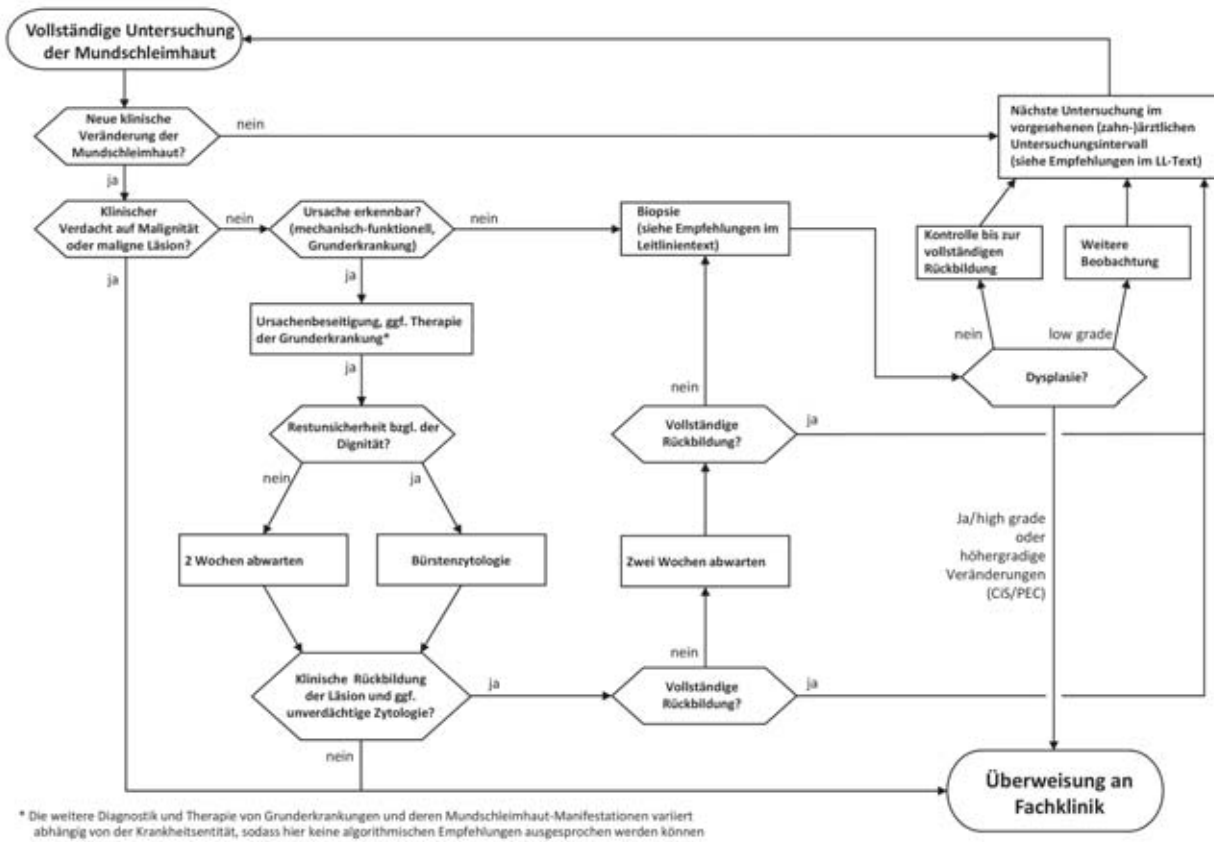 Vollständige Untersuchung
der Mundschleimhaut
Neue klinische
Veränderung der
Mundschleimhaut?
nein
Nächste Untersuchung im
vorgesehenen (zahn-)ärztlichen
Untersuchungsintervall
(siehe Empfehlungen im LL-Text)
ja
Klinischer
Verdacht auf Malignität
oder maligne Läsion?
nein
Ursache erkennbar?
(mechanisch-funktionell,
Grunderkrankung)
nein
Biopsie
(siehe Empfehlungen im
Leitlinientext)
Kontrolle bis zur
vollständigen
Rückbildung
Weitere
Beobachtung
ja
ja
Ursachenbeseitigung, ggf. Therapie
der Grunderkrankung*
nein
low grade
ja
nein
Dysplasie?
Restunsicherheit bzgl. der
Dignität?
Vollständige
Rückbildung?
ja
nein
ja
2 Wochen abwarten
Bürstenzytologie
Zwei Wochen abwarten
Ja/high grade
oder
höhergradige
Veränderungen
(CiS/PEC)
nein
Klinische Rückbildung
der Läsion und ggf.
unverdächtige Zytologie?
ja
Vollständige
Rückbildung?
ja
nein
Überweisung an
Fachklinik
* Die weitere Diagnostik und Therapie von Grunderkrankungen und deren Mundschleimhaut-Manifestationen variiert
abhängig von der Krankheitsentität, sodass hier keine algorithmischen Empfehlungen ausgesprochen werden können